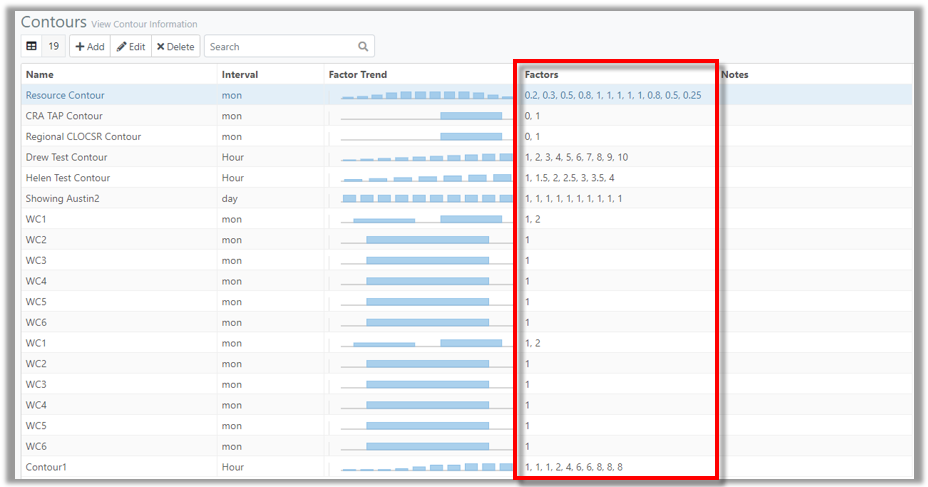 Contours View Contour Information
19 Add Edit Delete Search
Name Interval Factor Trend Factors Notes
Resource Contour mon 0.2, 0.3, 0.5, 0.8, 1, 1, 1, 1, 1, 0.8, 0.5, 0.25
CRA TAP Contour mon 0, 1
Regional CLOCSR Contour mon 0, 1
Drew Test Contour Hour 1, 2, 3, 4, 5, 6, 7, 8, 9, 10
Helen Test Contour Hour 1, 1.5, 2, 2.5, 3, 3.5, 4
Showing Austin2 day 1, 1, 1, 1, 1, 1, 1, 1, 1, 1
WC1 mon 1, 2
WC2 mon 1
WC3 mon 1
WC4 mon 1
WC5 mon 1
WC6 mon 1
WC1 mon 1, 2
WC2 mon 1
WC3 mon 1
WC4 mon 1
WC5 mon 1
WC6 mon 1
Contour1 Hour 1, 1, 1, 2, 4, 6, 6, 8, 8, 8